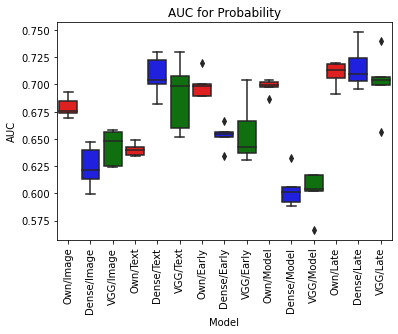 AUC for Probability
AUC
0.750
0.725
0.700
0.675
0.650
0.625
0.600
0.575
Own/Image
Dense/Image
VGG/Image
Own/Text
Dense/Text
VGG/Text
Own/Early
Dense/Early
VGG/Early
Own/Model
Dense/Model
VGG/Model
Own/Late
Dense/Late
VGG/Late
Model